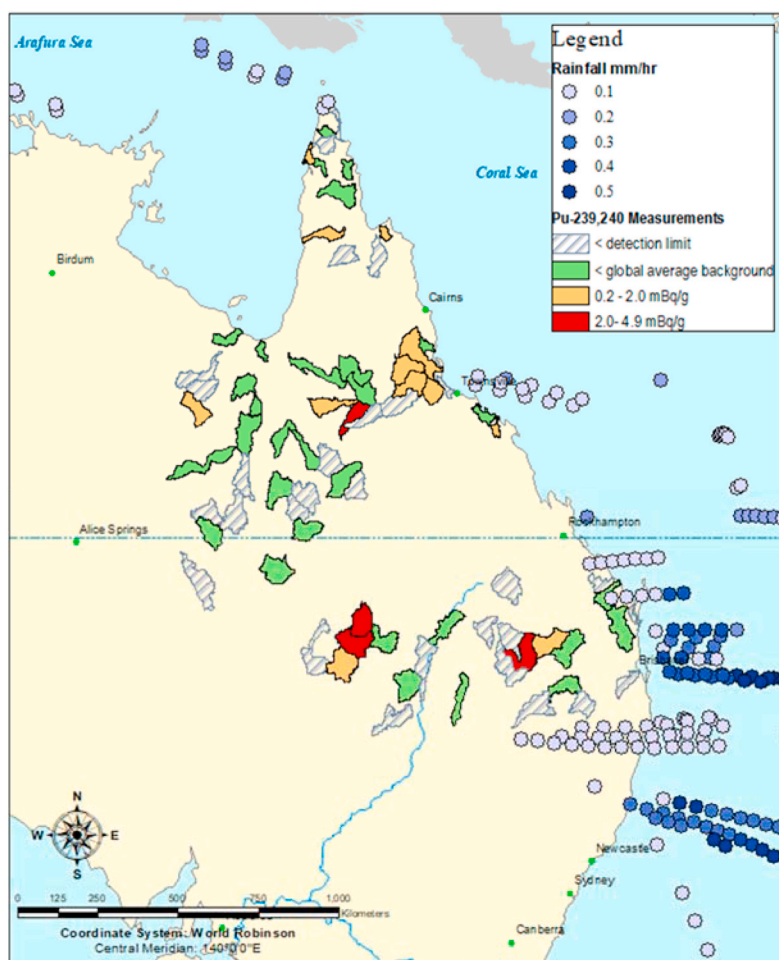 Arafura Sea
Legend
Rainfall mm/hr
0.1
0.2
0.3
0.4
0.5
Pu-239,240 Measurements
< detection limit
< global average background
0.2 - 2.0 mBq/g
2.0- 4.9 mBq/g
Coral Sea
Birdum
Cairns
Townsville
Alice Springs
Rockhampton
Brisbane
N
W
E
S
Newcastle
Sydney
Canberra
0 125 250 500 750 1,000
Kilometers
Coordinate System: World Robinson
Central Meridian: 140°0'0"E